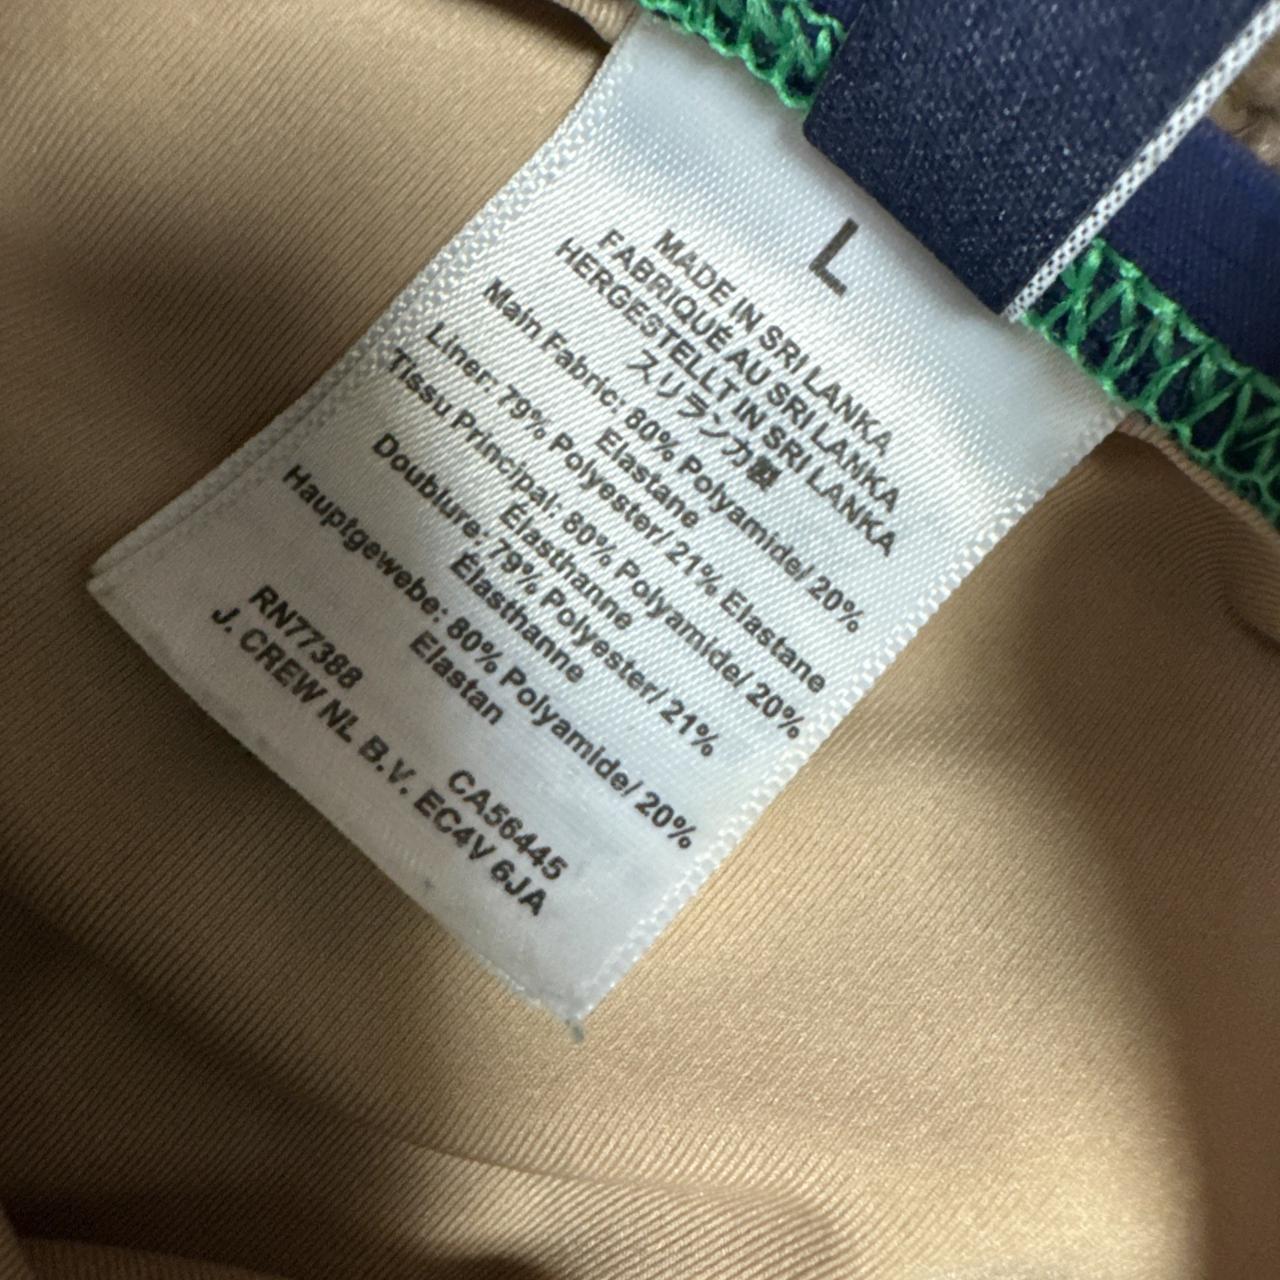 L
MADE IN SRI LANKA
FABRIQUÉ AU SRI LANKA
HERGESTELLT IN SRI LANKA
スリランカ製
Main Fabric: 80% Polyamide/ 20%
Elastane
Liner: 79% Polyester/ 21% Elastane
Tissu Principal: 80% Polyamide/ 20%
Élasthanne
Doublure: 79% Polyester/ 21%
Élasthanne
Hauptgewebe: 80% Polyamide/ 20%
Elastan
RN77388 CA56445
J. CREW NL B.V. EC4V 6JA